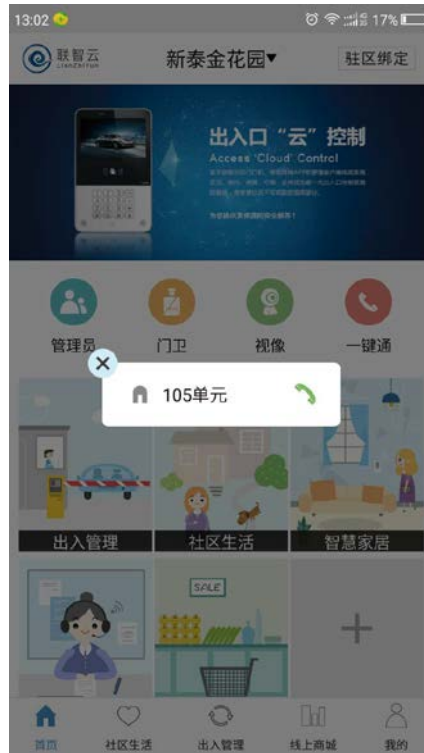 13:02
17%
联智云
LIANZHIYUN
新泰金花园▼
驻区绑定
出入口“云”控制
Access 'Cloud' Control
管理员
门卫
视像
一键通
105单元
出入管理
社区生活
智慧家居
SALE
首页
社区生活
出入管理
线上商城
我的